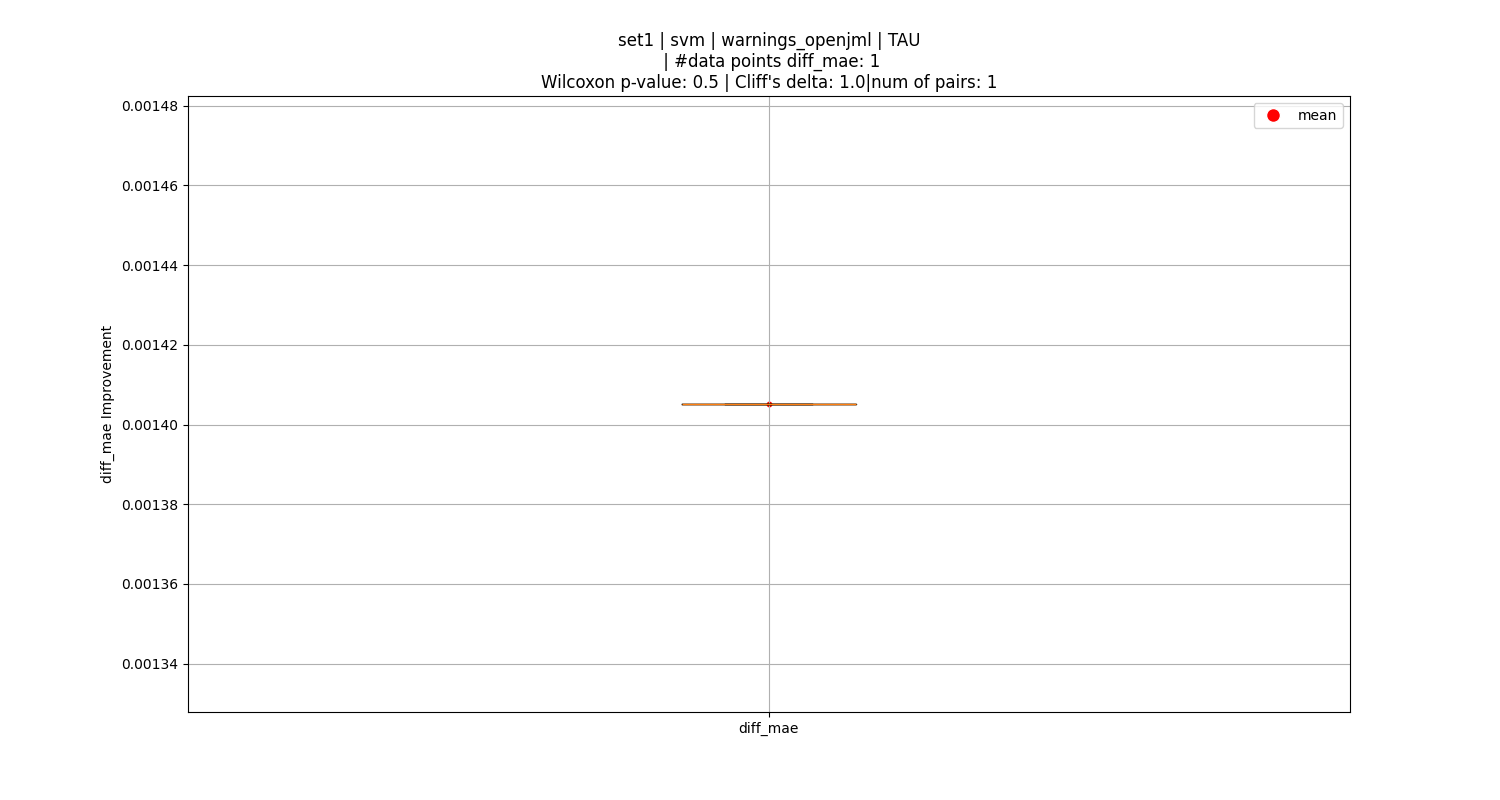 set1 | svm | warnings_openjml | TAU
| #data points diff_mae: 1
Wilcoxon p-value: 0.5 | Cliff's delta: 1.0|num of pairs: 1
mean
0.00148
0.00146
0.00144
0.00142
0.00140
0.00138
0.00136
0.00134
diff_mae Improvement
diff_mae